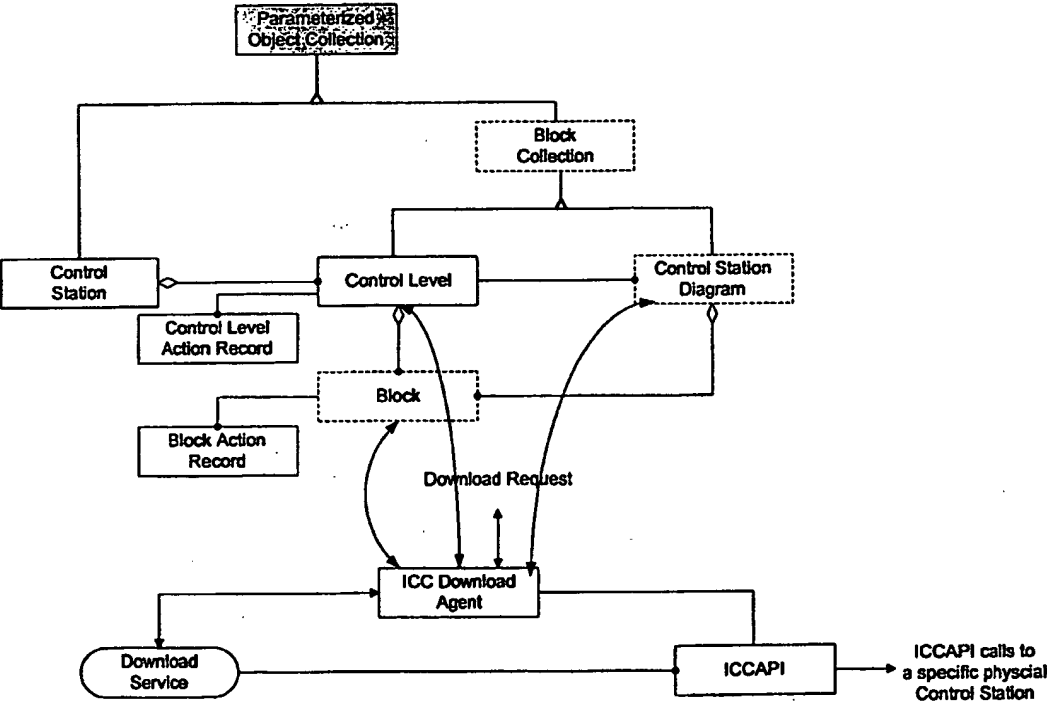 Parameterized
Object Collection
Block
Collection
Control
Station
Control Level
Control Station
Diagram
Control Level
Action Record
Block
Block Action
Record
Download Request
ICC Download
Agent
Download
Service
ICCAPI
ICCAPI calls to
a specific physcial
Control Station